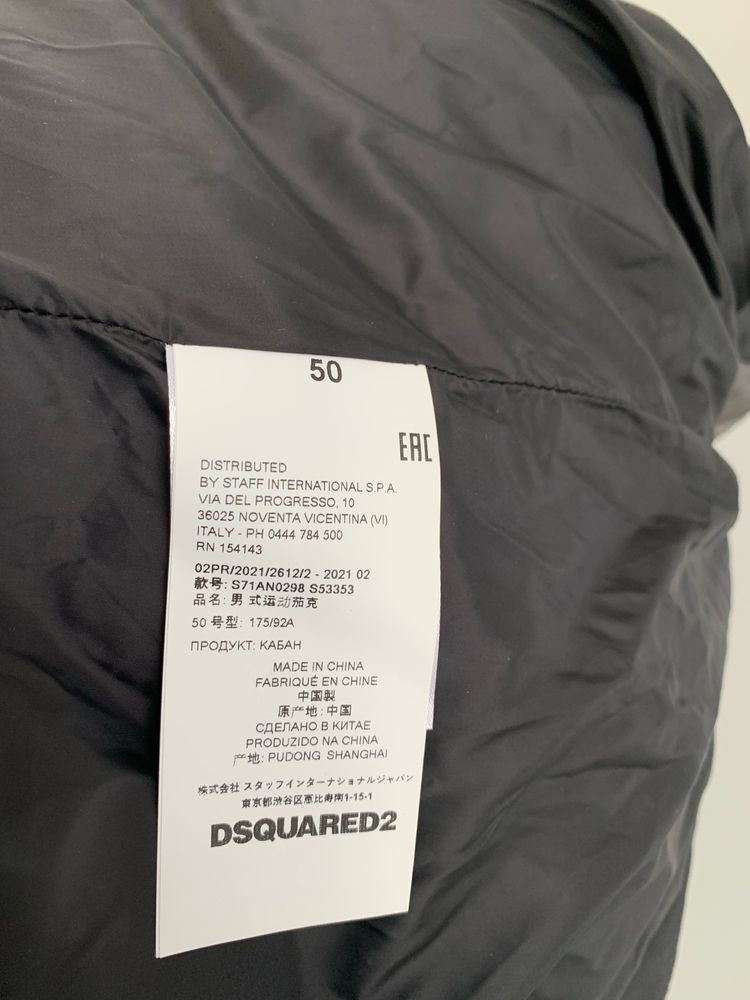 50
EAC
DISTRIBUTED
BY STAFF INTERNATIONAL S.P.A.
VIA DEL PROGRESSO, 10
36025 NOVENTA VICENTINA (VI)
ITALY - PH 0444 784 500
RN 154143
02PR/2021/2612/2 - 2021 02
款号: S71AN0298 S53353
品名: 男 式运动茄克
50 号型: 175/92A
ПРОДУКТ: КАБАН
MADE IN CHINA
FABRIQUÉ EN CHINE
中国製
原产地: 中国
СДЕЛАНО В КИТАЕ
PRODUZIDO NA CHINA
产地: PUDONG SHANGHAI
株式会社 スタッフインターナショナルジャパン
東京都渋谷区恵比寿南1-15-1
DSQUARED2